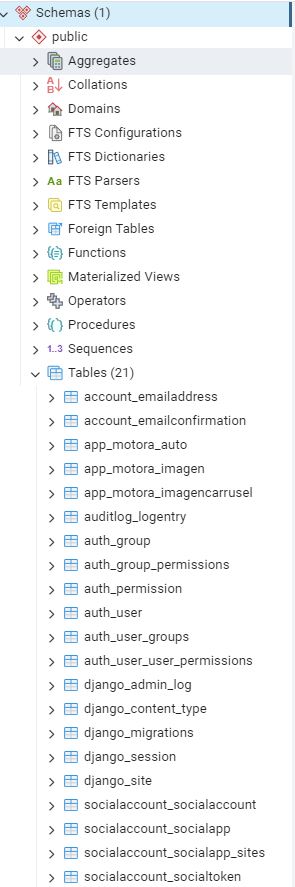 Schemas (1)
public
Aggregates
Collations
Domains
FTS Configurations
FTS Dictionaries
Aa FTS Parsers
FTS Templates
Foreign Tables
Functions
Materialized Views
Operators
Procedures
1..3 Sequences
Tables (21)
account_emailaddress
account_emailconfirmation
app_motora_auto
app_motora_imagen
app_motora_imagencarrusel
auditlog_logentry
auth_group
auth_group_permissions
auth_permission
auth_user
auth_user_groups
auth_user_user_permissions
django_admin_log
django_content_type
django_migrations
django_session
django_site
socialaccount_socialaccount
socialaccount_socialapp
socialaccount_socialapp_sites
socialaccount_socialtoken